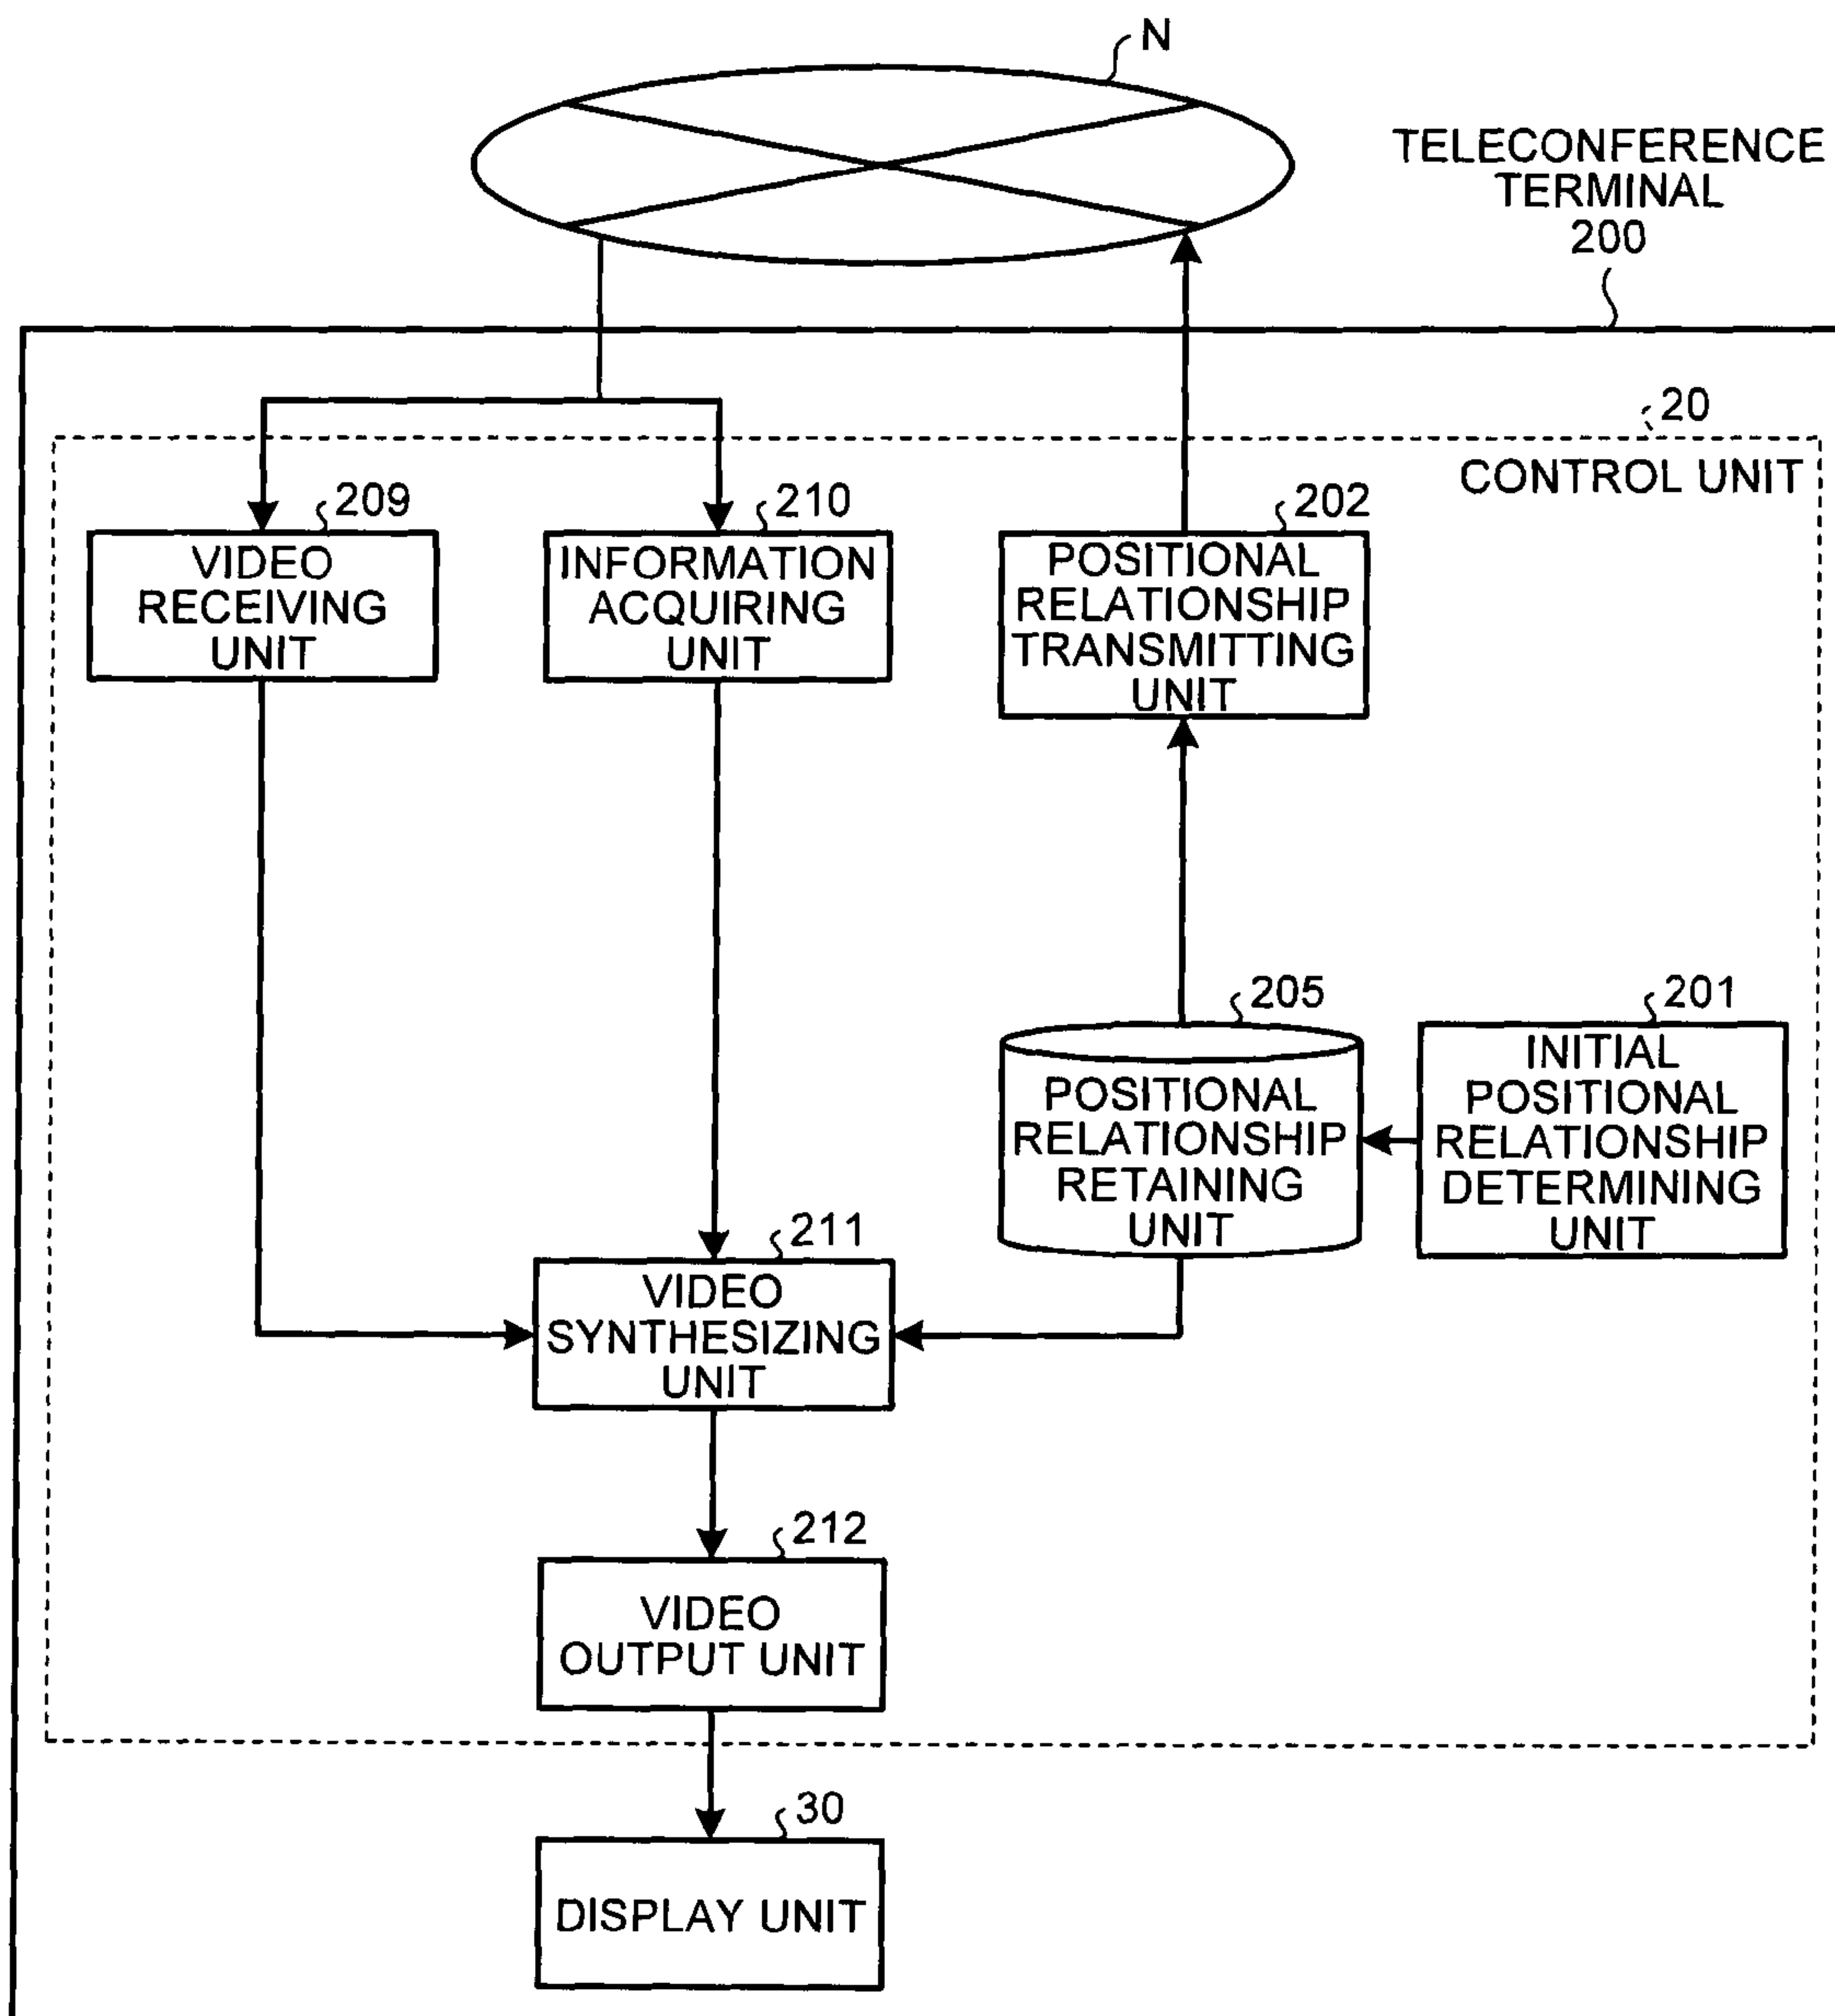 N
TELECONFERENCE
TERMINAL
200
20
CONTROL UNIT
209
VIDEO
RECEIVING
UNIT
210
INFORMATION
ACQUIRING
UNIT
202
POSITIONAL
RELATIONSHIP
TRANSMITTING
UNIT
205
POSITIONAL
RELATIONSHIP
RETAINING
UNIT
201
INITIAL
POSITIONAL
RELATIONSHIP
DETERMINING
UNIT
211
VIDEO
SYNTHESIZING
UNIT
212
VIDEO
OUTPUT UNIT
30
DISPLAY UNIT